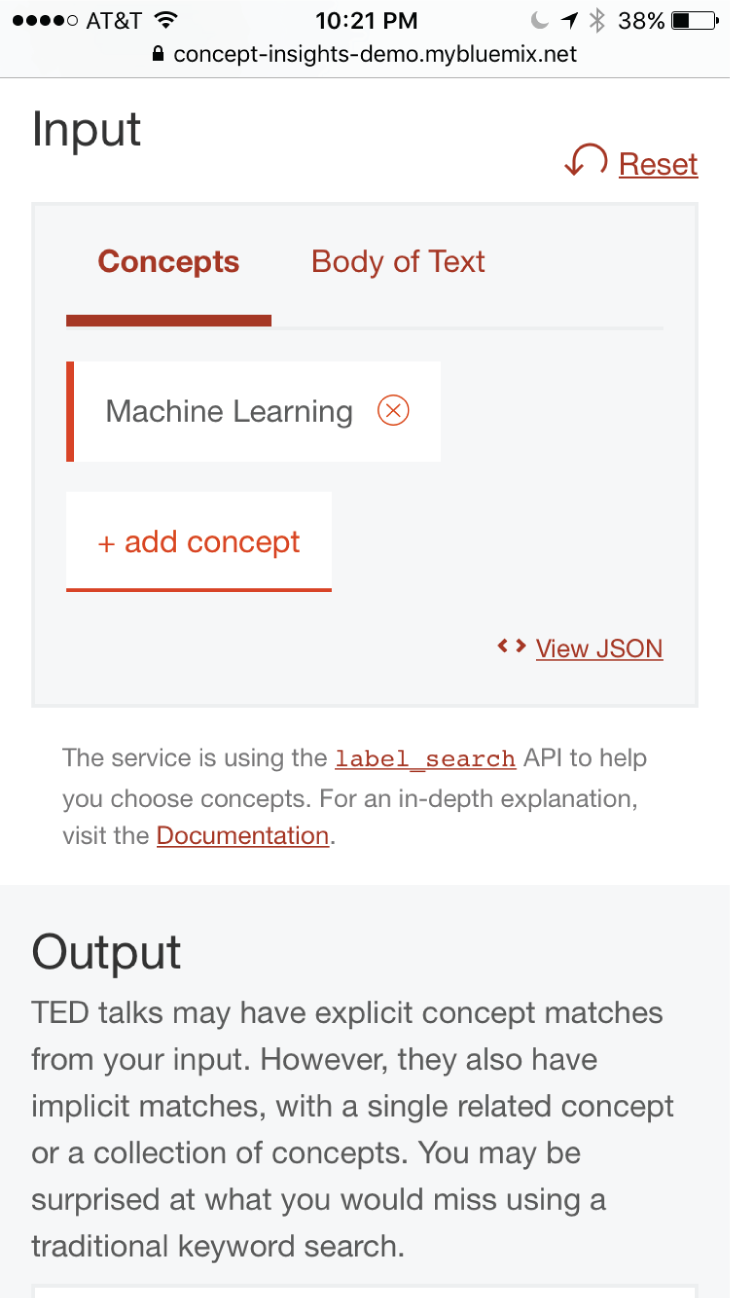 AT&T 10:21 PM 38%
concept-insights-demo.mybluemix.net
Input
Reset
Concepts Body of Text
Machine Learning
+ add concept
View JSON
The service is using the label_search API to help
you choose concepts. For an in-depth explanation,
visit the Documentation.
Output
TED talks may have explicit concept matches
from your input. However, they also have
implicit matches, with a single related concept
or a collection of concepts. You may be
surprised at what you would miss using a
traditional keyword search.